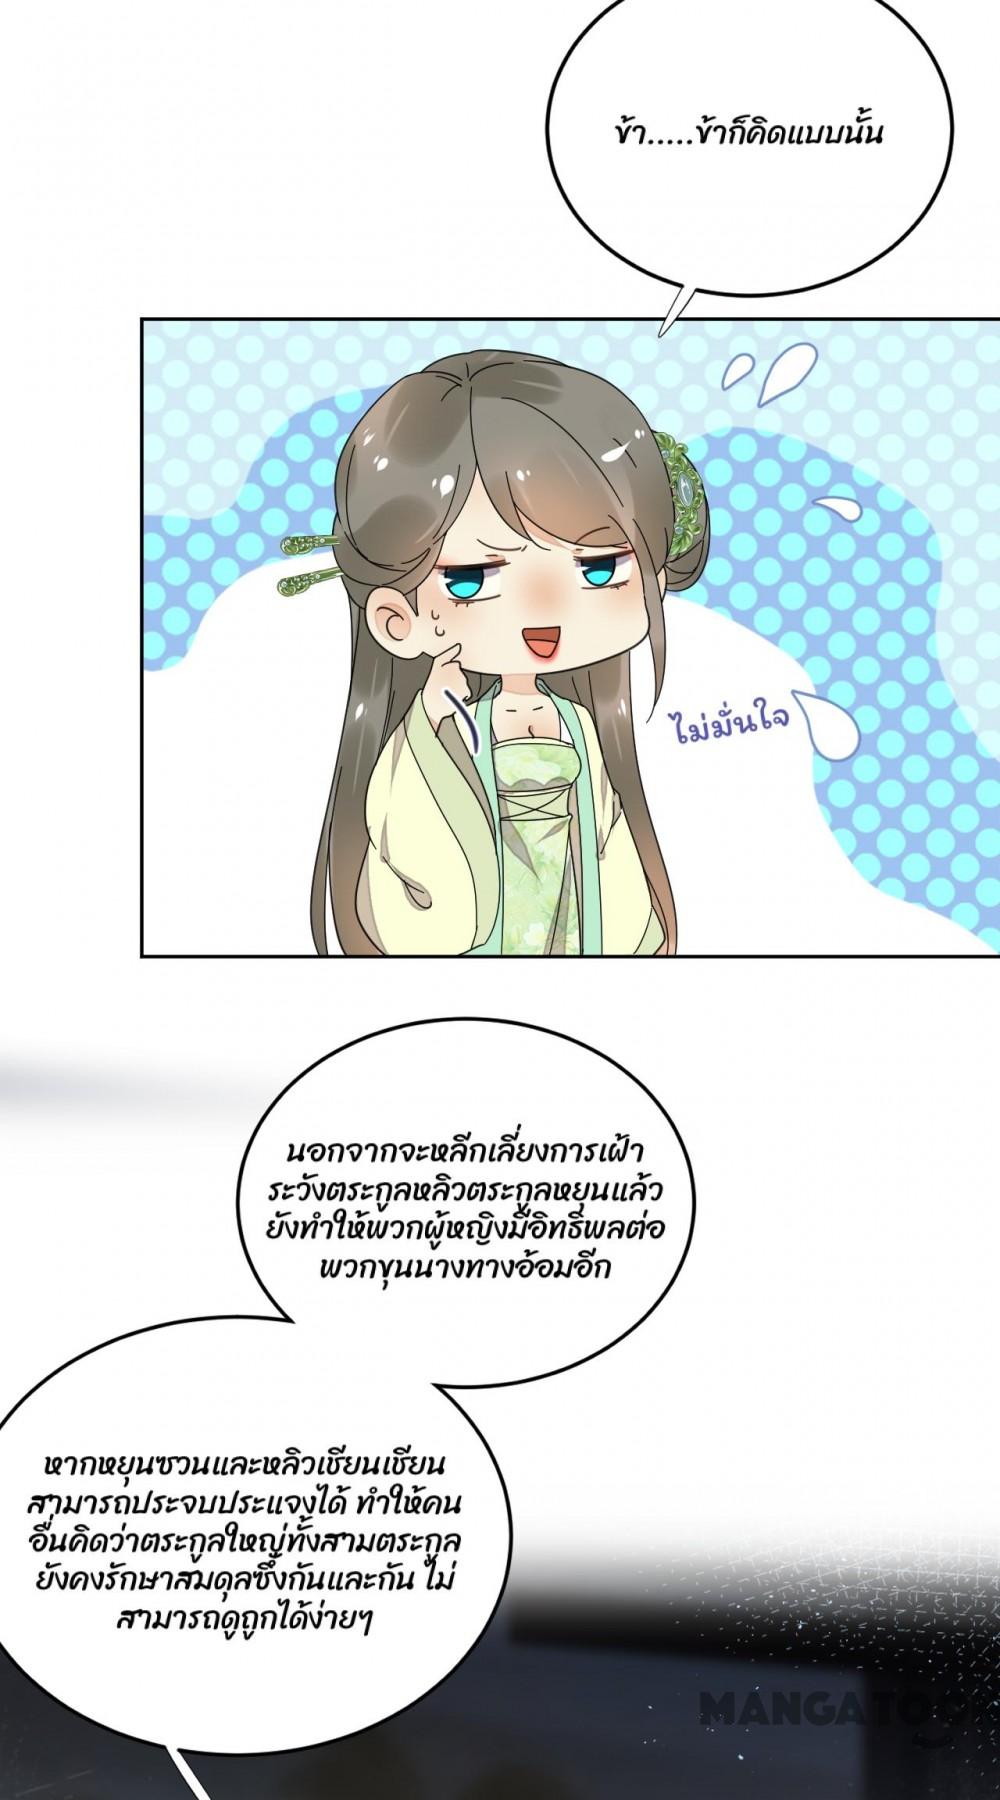 ข้า.....ข้าก็คิดแบบนั้น
ไม่มั่นใจ
นอกจากจะหลีกเลี่ยงการเฝ้า
ระวังตระกูลหลิวตระกูลหยุนแล้ว
ยังทำให้พวกผู้หญิงมีอิทธิพลต่อ
พวกขุนนางทางอ้อมอีก
หากหยุนซวนและหลิวเชียนเชียน
สามารถประจบประแจงได้ ทำให้คน
อื่นคิดว่าตระกูลใหญ่ทั้งสามตระกูล
ยังคงรักษาสมดุลซึ่งกันและกัน ไม่
สามารถดูถูกได้ง่ายๆ
MANGATOON